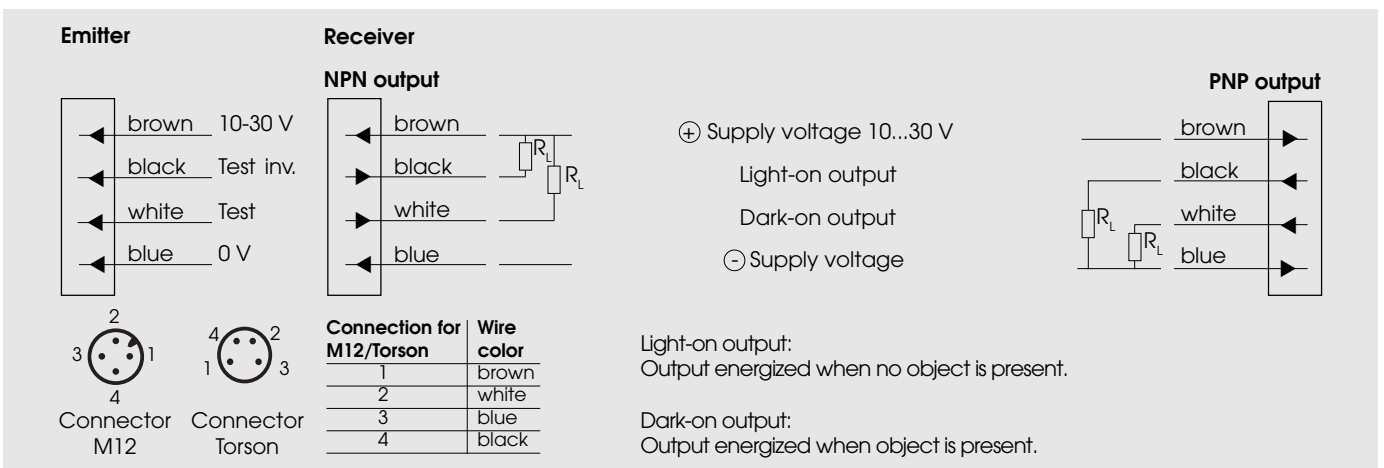 Emitter
Receiver
NPN output
PNP output
brown 10-30 V
black Test inv.
white Test
blue 0 V
brown
black
white
blue
RL
RL
+ Supply voltage 10...30 V
Light-on output
Dark-on output
- Supply voltage
brown
black
white
blue
RL
RL
2
3 1
4
Connector
M12
4 2
1 3
Connector
Torson
Connection for M12/Torson Wire color
1 brown
2 white
3 blue
4 black
Light-on output:
Output energized when no object is present.
Dark-on output:
Output energized when object is present.